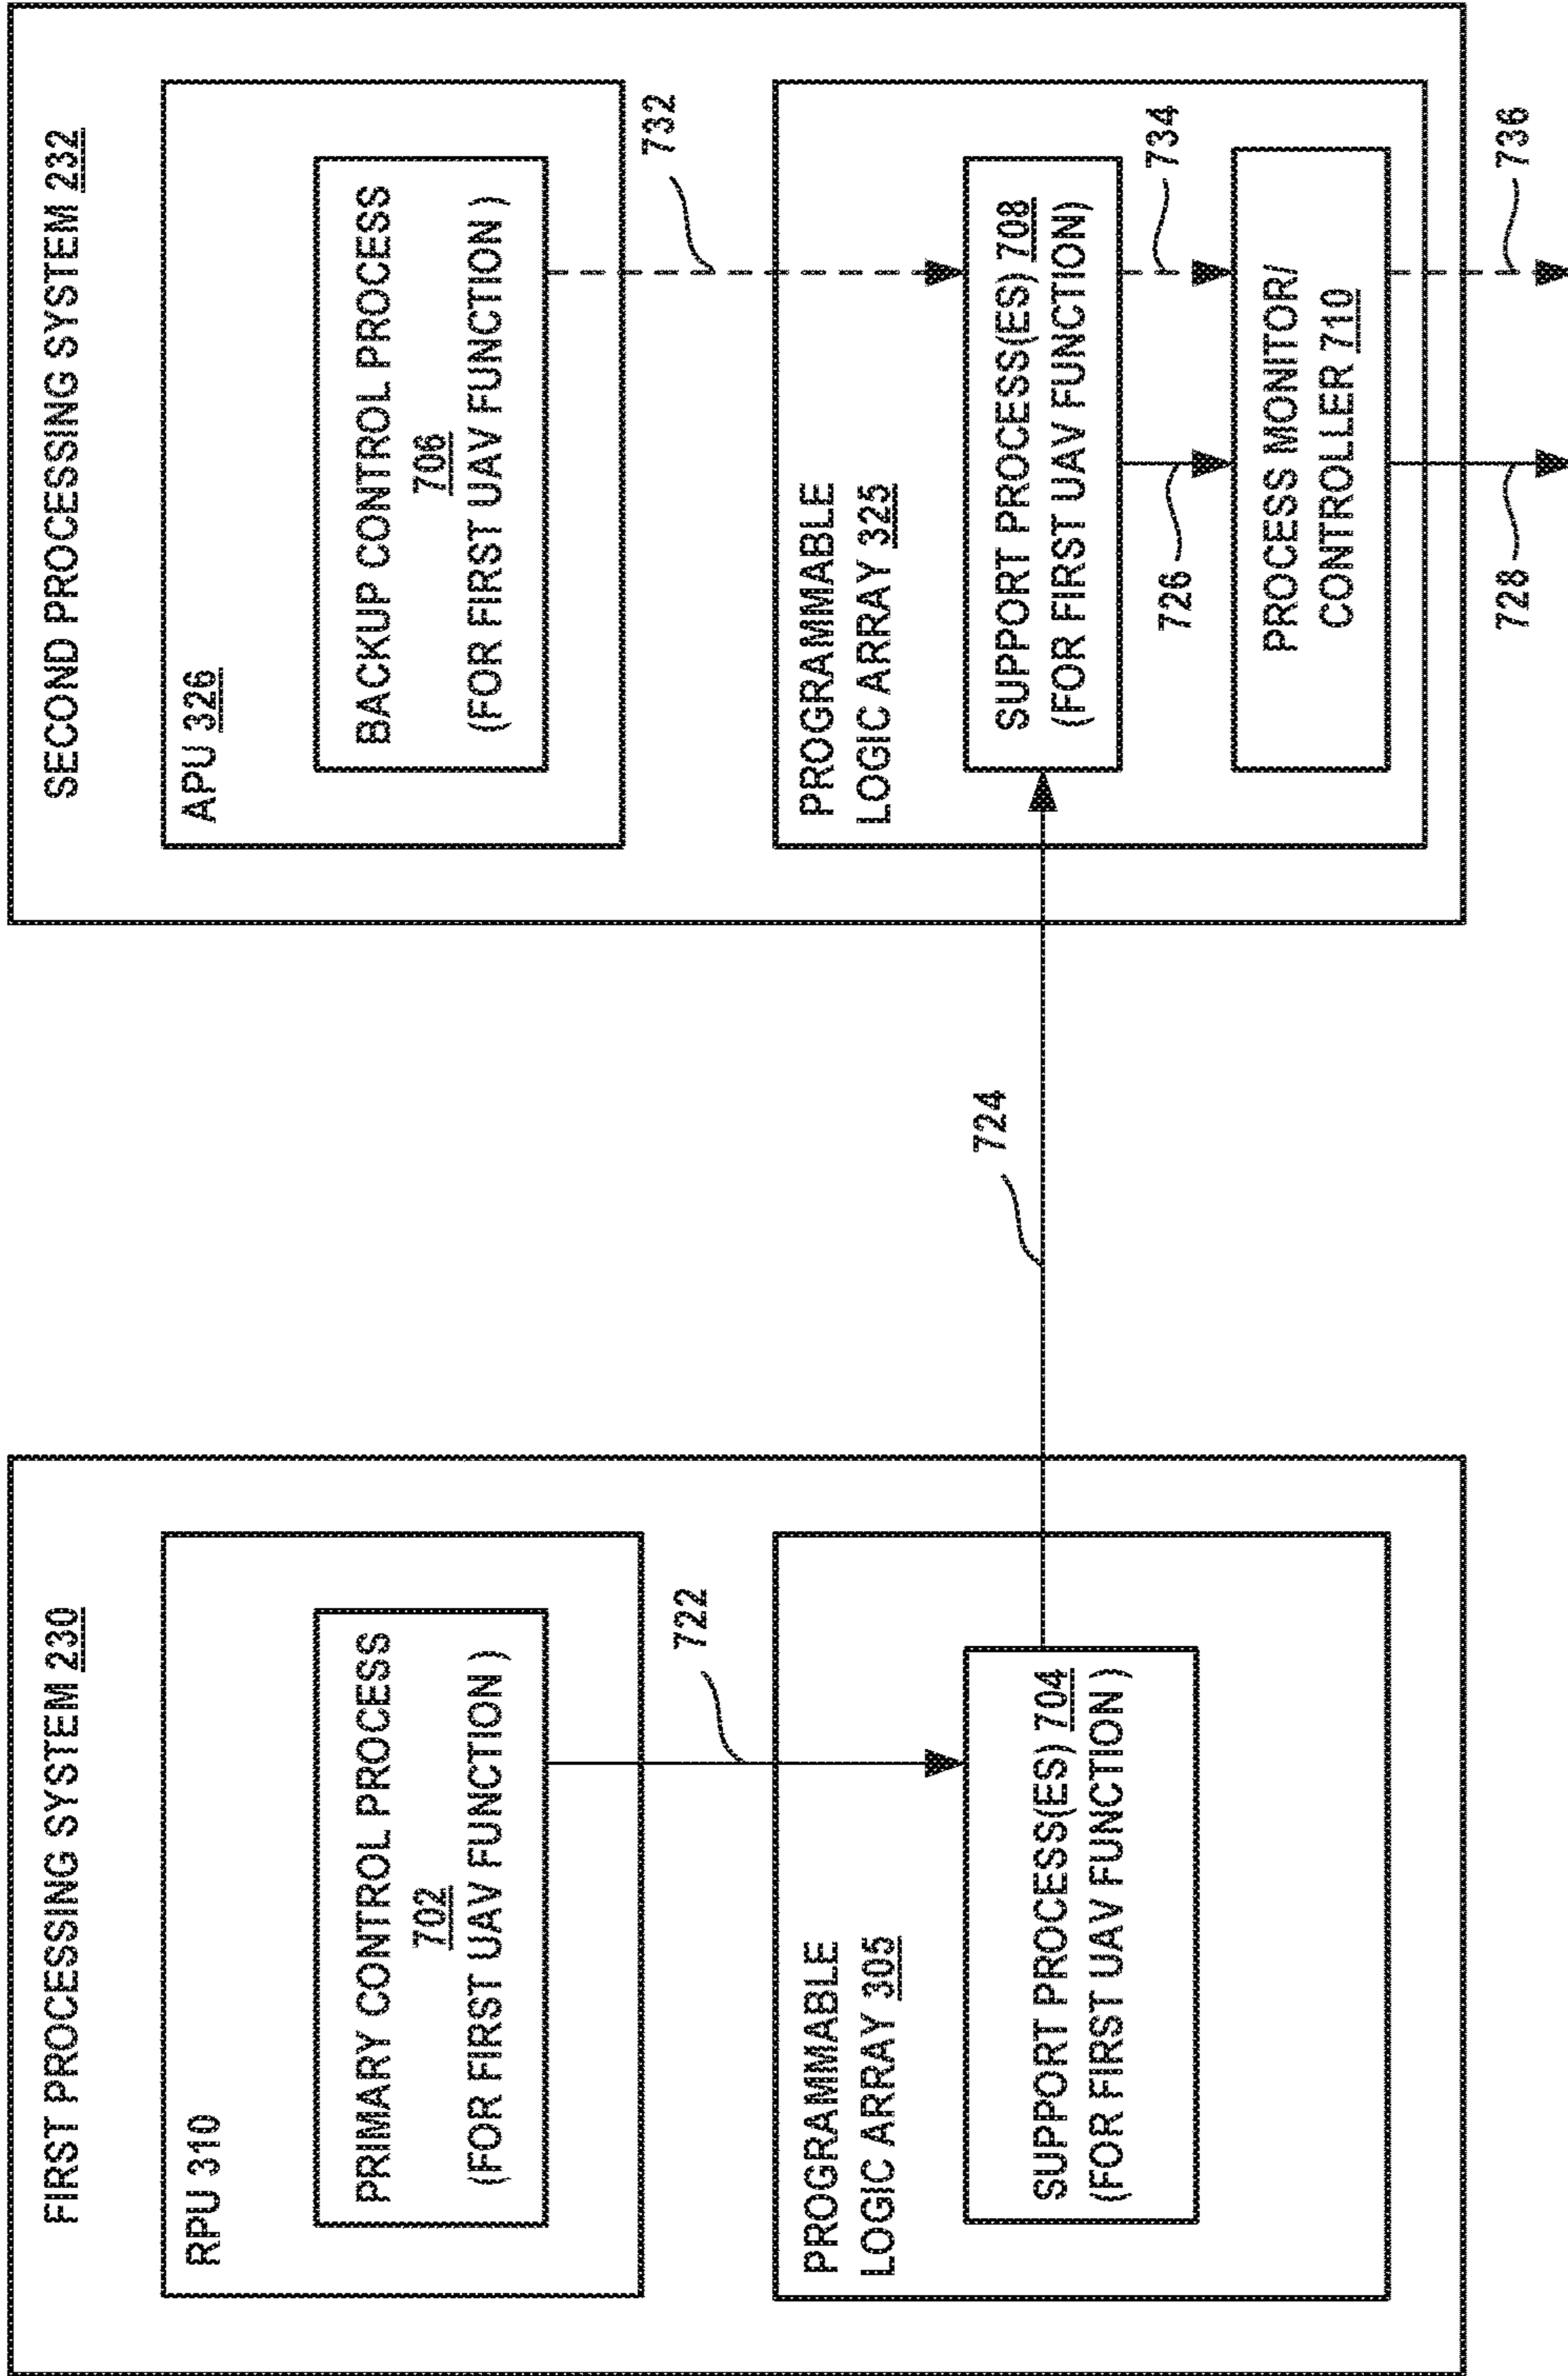 FIRST PROCESSING SYSTEM 230
RPU 310
PRIMARY CONTROL PROCESS
702
(FOR FIRST UAV FUNCTION )
722
PROGRAMMABLE
LOGIC ARRAY 305
SUPPORT PROCESS(ES) 704
(FOR FIRST UAV FUNCTION )
724
SECOND PROCESSING SYSTEM 232
APU 326
BACKUP CONTROL PROCESS
706
(FOR FIRST UAV FUNCTION )
732
PROGRAMMABLE
LOGIC ARRAY 325
SUPPORT PROCESS(ES) 708
(FOR FIRST UAV FUNCTION)
726
734
PROCESS MONITOR/
CONTROLLER 710
728
736